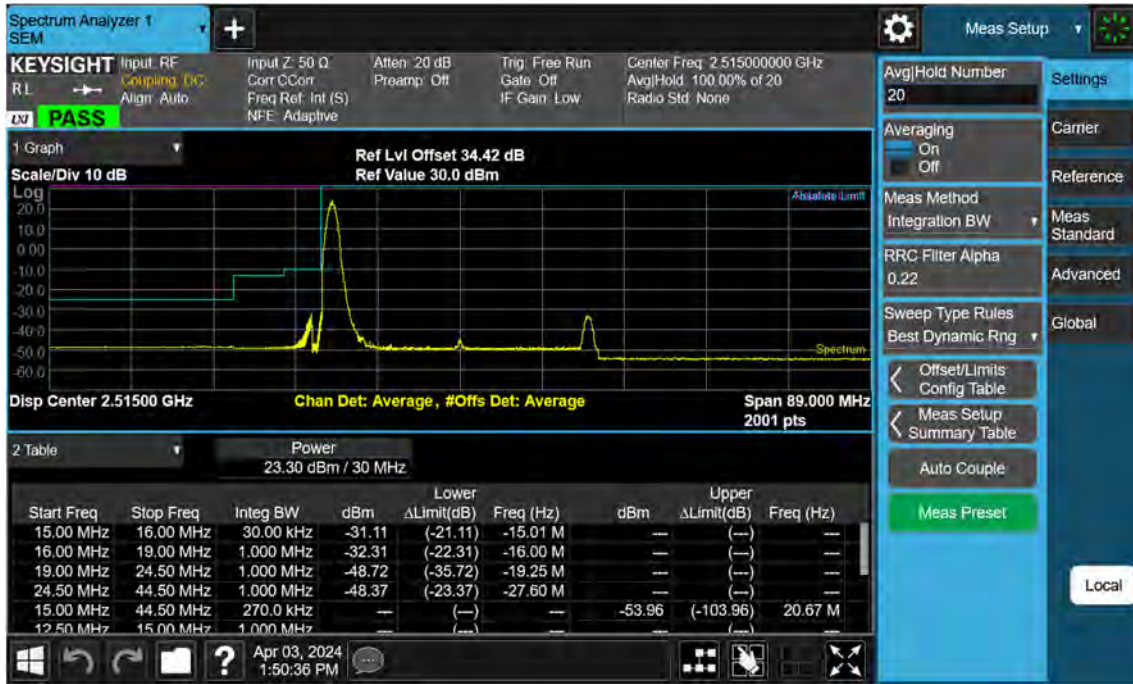 Spectrum Analyzer 1
SEM
+
Meas Setup
KEYSIGHT
RL
LXI
PASS
Input: RF
Coupling: DC
Align: Auto
Input Z: 50 Ω
Corr CCorr
Freq Ref: Int (S)
NFE: Adaptive
Atten: 20 dB
Preamp: Off
Trig: Free Run
Gate: Off
IF Gain: Low
Center Freq: 2.515000000 GHz
Avg|Hold: 100.00% of 20
Radio Std: None
1 Graph
Scale/Div 10 dB
Ref Lvl Offset 34.42 dB
Ref Value 30.0 dBm
Log
20.0
10.0
0.00
-10.0
-20.0
-30.0
-40.0
-50.0
-60.0
Absolute Limit
Spectrum
Disp Center 2.51500 GHz
Chan Det: Average, #Offs Det: Average
Span 89.000 MHz
2001 pts
2 Table
Power
23.30 dBm / 30 MHz
Lower Upper
Start Freq Stop Freq Integ BW dBm ΔLimit(dB) Freq (Hz) dBm ΔLimit(dB) Freq (Hz)
15.00 MHz 16.00 MHz 30.00 kHz -31.11 (-21.11) -15.01 M --- (---) ---
16.00 MHz 19.00 MHz 1.000 MHz -32.31 (-22.31) -16.00 M --- (---) ---
19.00 MHz 24.50 MHz 1.000 MHz -48.72 (-35.72) -19.25 M --- (---) ---
24.50 MHz 44.50 MHz 1.000 MHz -48.37 (-23.37) -27.60 M --- (---) ---
15.00 MHz 44.50 MHz 270.0 kHz --- (---) --- -53.96 (-103.96) 20.67 M
12.50 MHz 15.00 MHz 1.000 MHz --- (---) --- --- (---) ---
?
Apr 03, 2024
1:50:36 PM
Avg|Hold Number
20
Averaging
On
Off
Meas Method
Integration BW
RRC Filter Alpha
0.22
Sweep Type Rules
Best Dynamic Rng
Offset/Limits
Config Table
Meas Setup
Summary Table
Auto Couple
Meas Preset
Settings
Carrier
Reference
Meas
Standard
Advanced
Global
Local